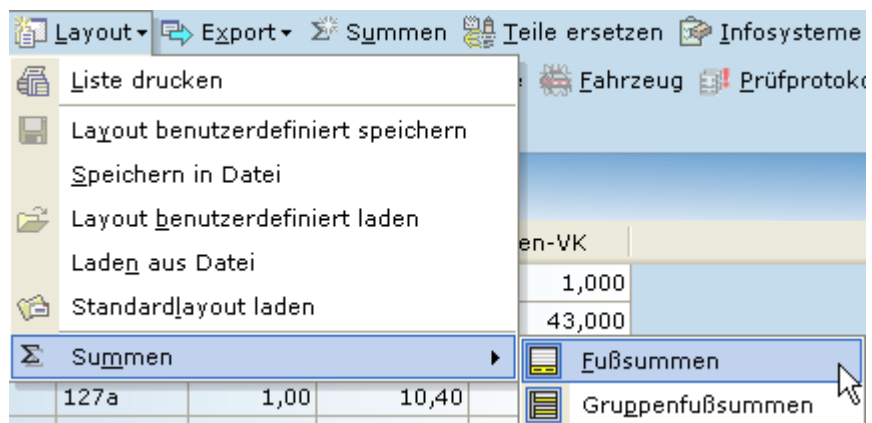 Layout Export Summen Teile ersetzen Infosysteme
Liste drucken
Fahrzeug Prüfprotoko
Layout benutzerdefiniert speichern
Speichern in Datei
Layout benutzerdefiniert laden
en-VK
Laden aus Datei
1,000
Standardlayout laden
43,000
Summen
Fußsummen
127a 1,00 10,40
Gruppenfußsummen